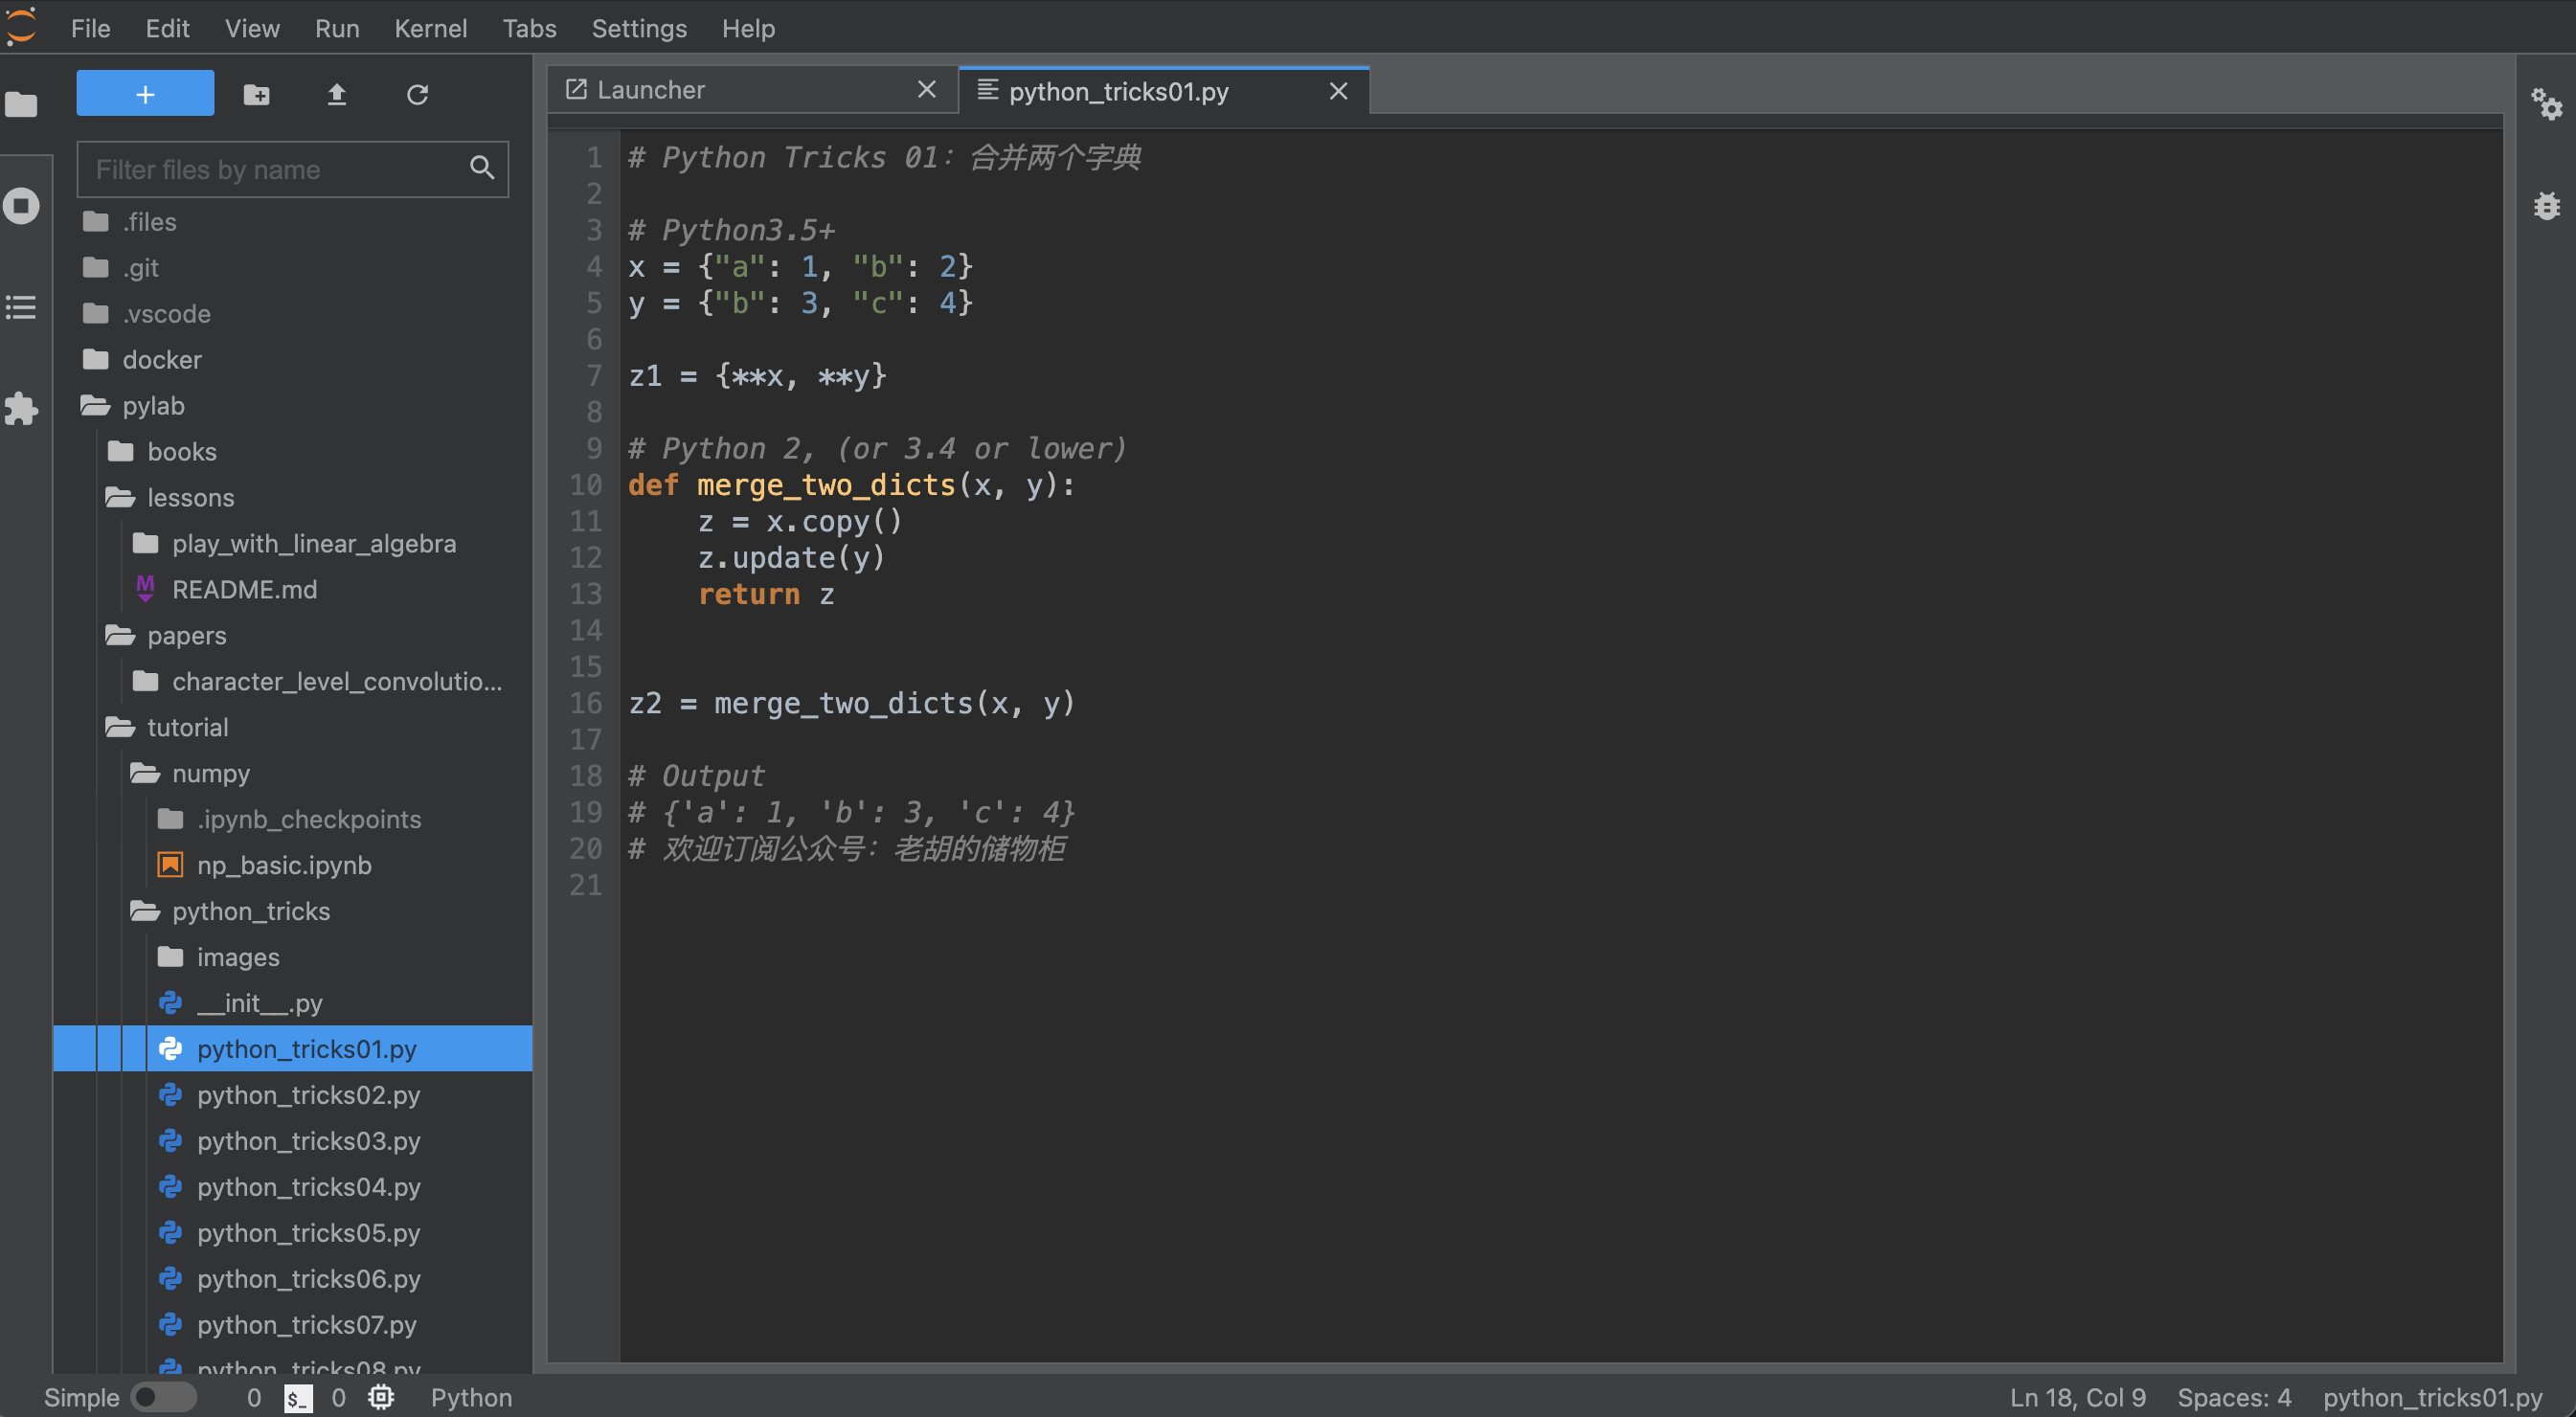 File Edit View Run Kernel Tabs Settings Help
+
Filter files by name
.files
.git
.vscode
docker
pylab
books
lessons
play_with_linear_algebra
README.md
papers
character_level_convolutio...
tutorial
numpy
.ipynb_checkpoints
np_basic.ipynb
python_tricks
images
__init__.py
python_tricks01.py
python_tricks02.py
python_tricks03.py
python_tricks04.py
python_tricks05.py
python_tricks06.py
python_tricks07.py
python_tricks08.py
Launcher
python_tricks01.py
1 # Python Tricks 01：合并两个字典
2
3 # Python3.5+
4 x = {"a": 1, "b": 2}
5 y = {"b": 3, "c": 4}
6
7 z1 = {**x, **y}
8
9 # Python 2, (or 3.4 or lower)
10 def merge_two_dicts(x, y):
11     z = x.copy()
12     z.update(y)
13     return z
14
15
16 z2 = merge_two_dicts(x, y)
17
18 # Output
19 # {'a': 1, 'b': 3, 'c': 4}
20 # 欢迎订阅公众号：老胡的储物柜
21
Simple 0 $_ 0 Python
Ln 18, Col 9 Spaces: 4 python_tricks01.py